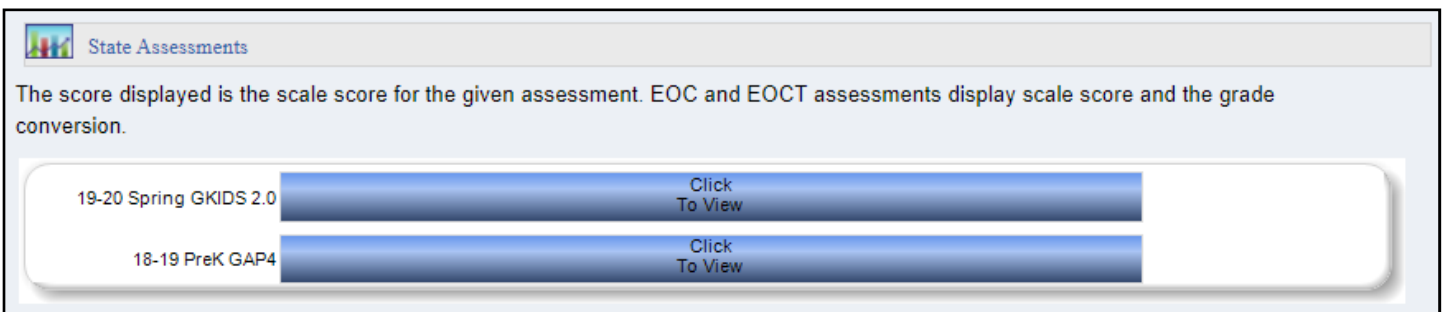 State Assessments
The score displayed is the scale score for the given assessment. EOC and EOCT assessments display scale score and the grade
conversion.
19-20 Spring GKIDS 2.0
Click
To View
18-19 PreK GAP4
Click
To View